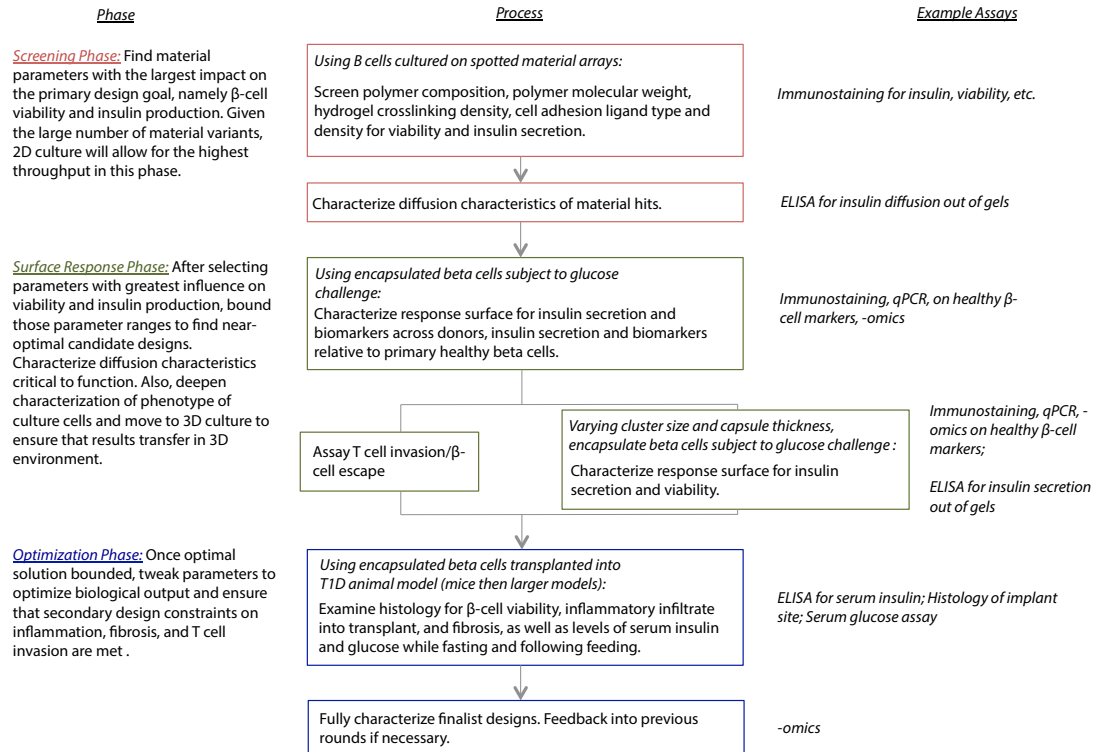 Phase
Process
Example Assays
Screening Phase: Find material
parameters with the largest impact on
the primary design goal, namely β-cell
viability and insulin production. Given
the large number of material variants,
2D culture will allow for the highest
throughput in this phase.
Using B cells cultured on spotted material arrays:
Screen polymer composition, polymer molecular weight,
hydrogel crosslinking density, cell adhesion ligand type and
density for viability and insulin secretion.
Immunostaining for insulin, viability, etc.
Characterize diffusion characteristics of material hits.
ELISA for insulin diffusion out of gels
Surface Response Phase: After selecting
parameters with greatest influence on
viability and insulin production, bound
those parameter ranges to find near-
optimal candidate designs.
Characterize diffusion characteristics
critical to function. Also, deepen
characterization of phenotype of
culture cells and move to 3D culture to
ensure that results transfer in 3D
environment.
Using encapsulated beta cells subject to glucose
challenge:
Characterize response surface for insulin secretion and
biomarkers across donors, insulin secretion and biomarkers
relative to primary healthy beta cells.
Immunostaining, qPCR, on healthy β-
cell markers, -omics
Assay T cell invasion/β-
cell escape
Varying cluster size and capsule thickness,
encapsulate beta cells subject to glucose challenge :
Characterize response surface for insulin
secretion and viability.
Immunostaining, qPCR, -
omics on healthy β-cell
markers;
ELISA for insulin secretion
out of gels
Optimization Phase: Once optimal
solution bounded, tweak parameters to
optimize biological output and ensure
that secondary design constraints on
inflammation, fibrosis, and T cell
invasion are met .
Using encapsulated beta cells transplanted into
T1D animal model (mice then larger models):
Examine histology for β-cell viability, inflammatory infiltrate
into transplant, and fibrosis, as well as levels of serum insulin
and glucose while fasting and following feeding.
ELISA for serum insulin; Histology of implant
site; Serum glucose assay
Fully characterize finalist designs. Feedback into previous
rounds if necessary.
-omics